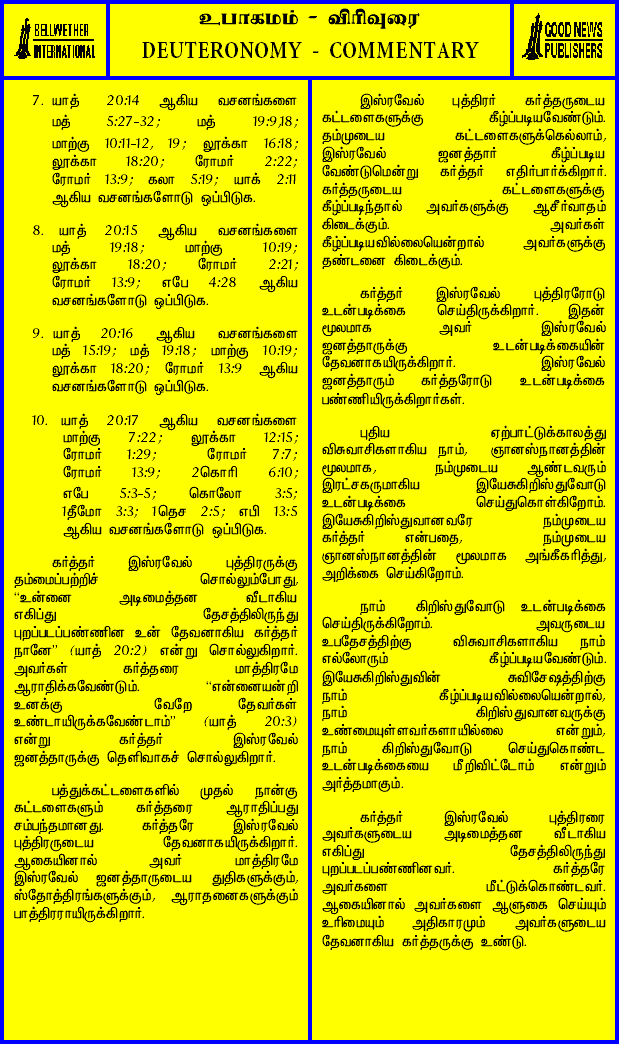 உபாகமம் - விரிவுரை
BELLWETHER
INTERNATIONAL
DEUTERONOMY - COMMENTARY
GOOD NEWS
PUBLISHERS
7. யாத் 20:14 ஆகிய வசனங்களை
மத் 5:27-32; மத் 19:9,18;
மாற்கு 10:11-12, 19; லூக்கா 16:18;
லூக்கா 18:20; ரோமர் 2:22;
ரோமர் 13:9; கலா 5:19; யாக் 2:11
ஆகிய வசனங்களோடு ஒப்பிடுக.
8. யாத் 20:15 ஆகிய வசனங்களை
மத் 19:18; மாற்கு 10:19;
லூக்கா 18:20; ரோமர் 2:21;
ரோமர் 13:9; எபே 4:28 ஆகிய
வசனங்களோடு ஒப்பிடுக.
9. யாத் 20:16 ஆகிய வசனங்களை
மத் 15:19; மத் 19:18; மாற்கு 10:19;
லூக்கா 18:20; ரோமர் 13:9 ஆகிய
வசனங்களோடு ஒப்பிடுக.
10. யாத் 20:17 ஆகிய வசனங்களை
மாற்கு 7:22; லூக்கா 12:15;
ரோமர் 1:29; ரோமர் 7:7;
ரோமர் 13:9; 2கொரி 6:10;
எபே 5:3-5; கொலோ 3:5;
1தீமோ 3:3; 1தெச 2:5; எபி 13:5
ஆகிய வசனங்களோடு ஒப்பிடுக.
கர்த்தர் இஸ்ரவேல் புத்திரருக்கு
தம்மைப்பற்றிச் சொல்லும்போது,
“உன்னை அடிமைத்தன வீடாகிய
எகிப்து தேசத்திலிருந்து
புறப்படப்பண்ணின உன் தேவனாகிய கர்த்தர்
நானே” (யாத் 20:2) என்று சொல்லுகிறார்.
அவர்கள் கர்த்தரை மாத்திரமே
ஆராதிக்கவேண்டும். “என்னையன்றி
உனக்கு வேறே தேவர்கள்
உண்டாயிருக்கவேண்டாம்” (யாத் 20:3)
என்று கர்த்தர் இஸ்ரவேல்
ஜனத்தாருக்கு தெளிவாகச் சொல்லுகிறார்.
பத்துக்கட்டளைகளில் முதல் நான்கு
கட்டளைகளும் கர்த்தரை ஆராதிப்பது
சம்பந்தமானது. கர்த்தரே இஸ்ரவேல்
புத்திரருடைய தேவனாகயிருக்கிறார்.
ஆகையினால் அவர் மாத்திரமே
இஸ்ரவேல் ஜனத்தாருடைய துதிகளுக்கும்,
ஸ்தோத்திரங்களுக்கும், ஆராதனைகளுக்கும்
பாத்திரராயிருக்கிறார்.
இஸ்ரவேல் புத்திரர் கர்த்தருடைய
கட்டளைகளுக்கு கீழ்ப்படியவேண்டும்.
தம்முடைய கட்டளைகளுக்கெல்லாம்,
இஸ்ரவேல் ஜனத்தார் கீழ்ப்படிய
வேண்டுமென்று கர்த்தர் எதிர்பார்க்கிறார்.
கர்த்தருடைய கட்டளைகளுக்கு
கீழ்ப்படிந்தால் அவர்களுக்கு ஆசீர்வாதம்
கிடைக்கும். அவர்கள்
கீழ்ப்படியவில்லையென்றால் அவர்களுக்கு
தண்டனை கிடைக்கும்.
கர்த்தர் இஸ்ரவேல் புத்திரரோடு
உடன்படிக்கை செய்திருக்கிறார். இதன்
மூலமாக அவர் இஸ்ரவேல்
ஜனத்தாருக்கு உடன்படிக்கையின்
தேவனாகயிருக்கிறார். இஸ்ரவேல்
ஜனத்தாரும் கர்த்தரோடு உடன்படிக்கை
பண்ணியிருக்கிறார்கள்.
புதிய ஏற்பாட்டுக்காலத்து
விசுவாசிகளாகிய நாம், ஞானஸ்நானத்தின்
மூலமாக, நம்முடைய ஆண்டவரும்
இரட்சகருமாகிய இயேசுகிறிஸ்துவோடு
உடன்படிக்கை செய்துகொள்கிறோம்.
இயேசுகிறிஸ்துவானவரே நம்முடைய
கர்த்தர் என்பதை, நம்முடைய
ஞானஸ்நானத்தின் மூலமாக அங்கீகரித்து,
அறிக்கை செய்கிறோம்.
நாம் கிறிஸ்துவோடு உடன்படிக்கை
செய்திருக்கிறோம். அவருடைய
உபதேசத்திற்கு விசுவாசிகளாகிய நாம்
எல்லோரும் கீழ்ப்படியவேண்டும்.
இயேசுகிறிஸ்துவின் சுவிசேஷத்திற்கு
நாம் கீழ்ப்படியவில்லையென்றால்,
நாம் கிறிஸ்துவானவருக்கு
உண்மையுள்ளவர்களாயில்லை என்றும்,
நாம் கிறிஸ்துவோடு செய்துகொண்ட
உடன்படிக்கையை மீறிவிட்டோம் என்றும்
அர்த்தமாகும்.
கர்த்தர் இஸ்ரவேல் புத்திரரை
அவர்களுடைய அடிமைத்தன வீடாகிய
எகிப்து தேசத்திலிருந்து
புறப்படப்பண்ணினவர். கர்த்தரே
அவர்களை மீட்டுக்கொண்டவர்.
ஆகையினால் அவர்களை ஆளுகை செய்யும்
உரிமையும் அதிகாரமும் அவர்களுடைய
தேவனாகிய கர்த்தருக்கு உண்டு.